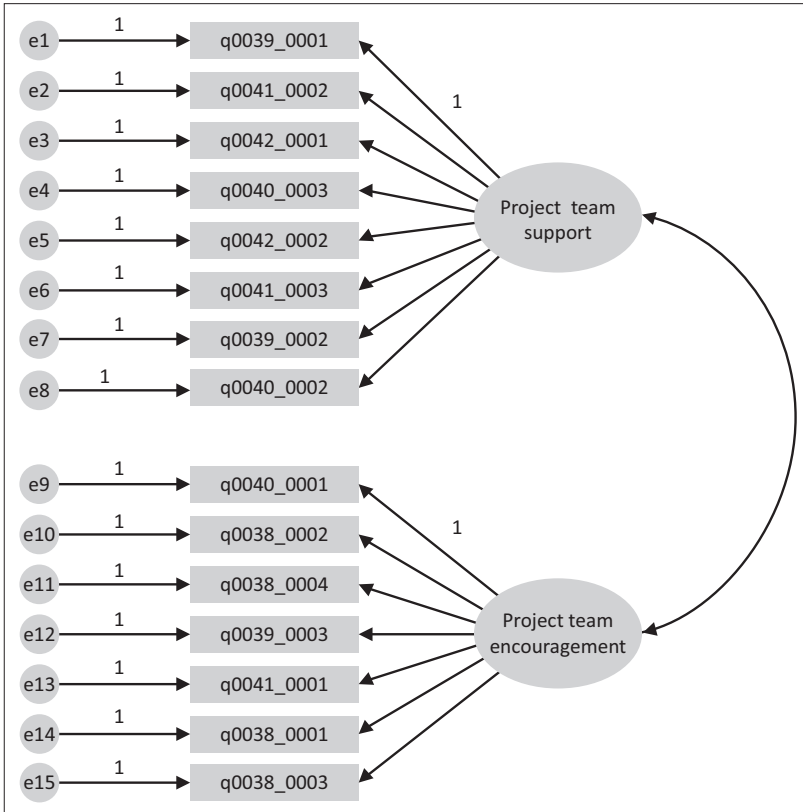 e1 1 q0039_0001
e2 1 q0041_0002
1
e3 1 q0042_0001
e4 1 q0040_0003
Project team
support
e5 1 q0042_0002
e6 1 q0041_0003
e7 1 q0039_0002
e8 1 q0040_0002
e9 1 q0040_0001
e10 1 q0038_0002
1
e11 1 q0038_0004
e12 1 q0039_0003
Project team
encouragement
e13 1 q0041_0001
e14 1 q0038_0001
e15 1 q0038_0003